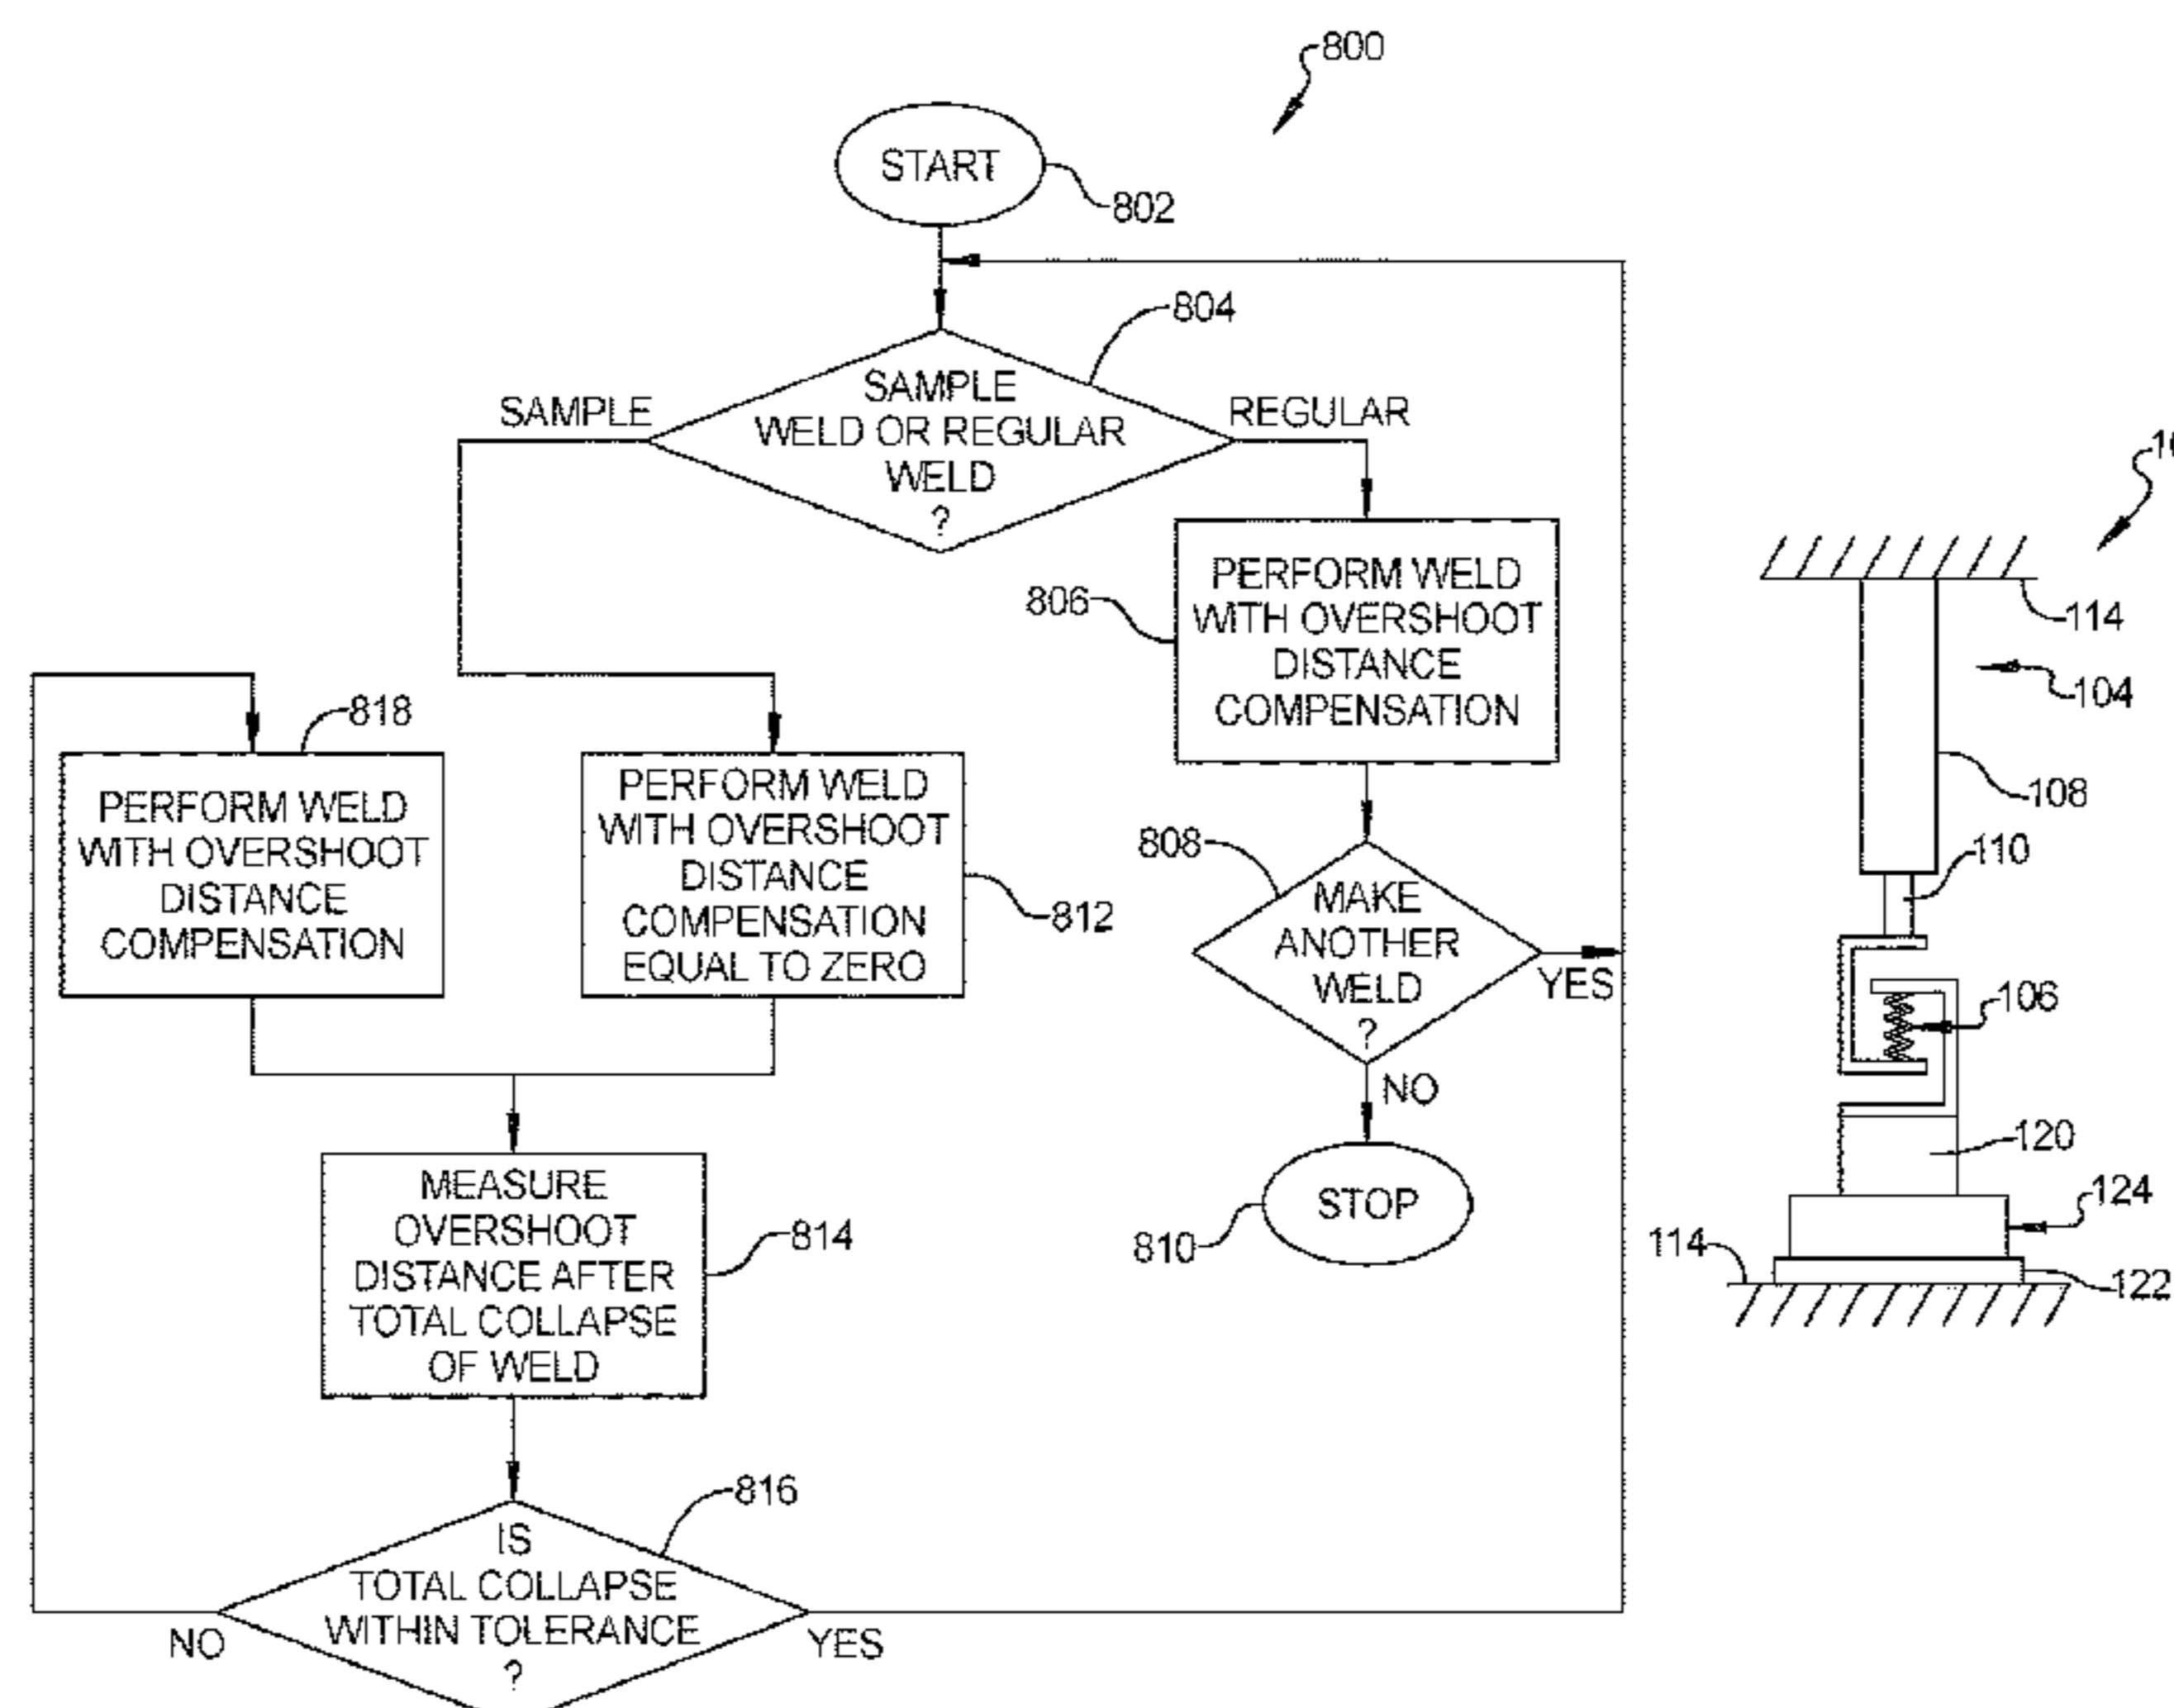 800
START
802
804
SAMPLE
WELD OR REGULAR
WELD
?
SAMPLE
REGULAR
806
PERFORM WELD
WITH OVERSHOOT
DISTANCE
COMPENSATION
818
PERFORM WELD
WITH OVERSHOOT
DISTANCE
COMPENSATION
PERFORM WELD
WITH OVERSHOOT
DISTANCE
COMPENSATION
EQUAL TO ZERO
812
808
MAKE
ANOTHER
WELD
?
YES
NO
STOP
810
MEASURE
OVERSHOOT
DISTANCE AFTER
TOTAL COLLAPSE
OF WELD
814
816
IS
TOTAL COLLAPSE
WITHIN TOLERANCE
?
NO
YES
114
104
108
110
106
120
124
114
122